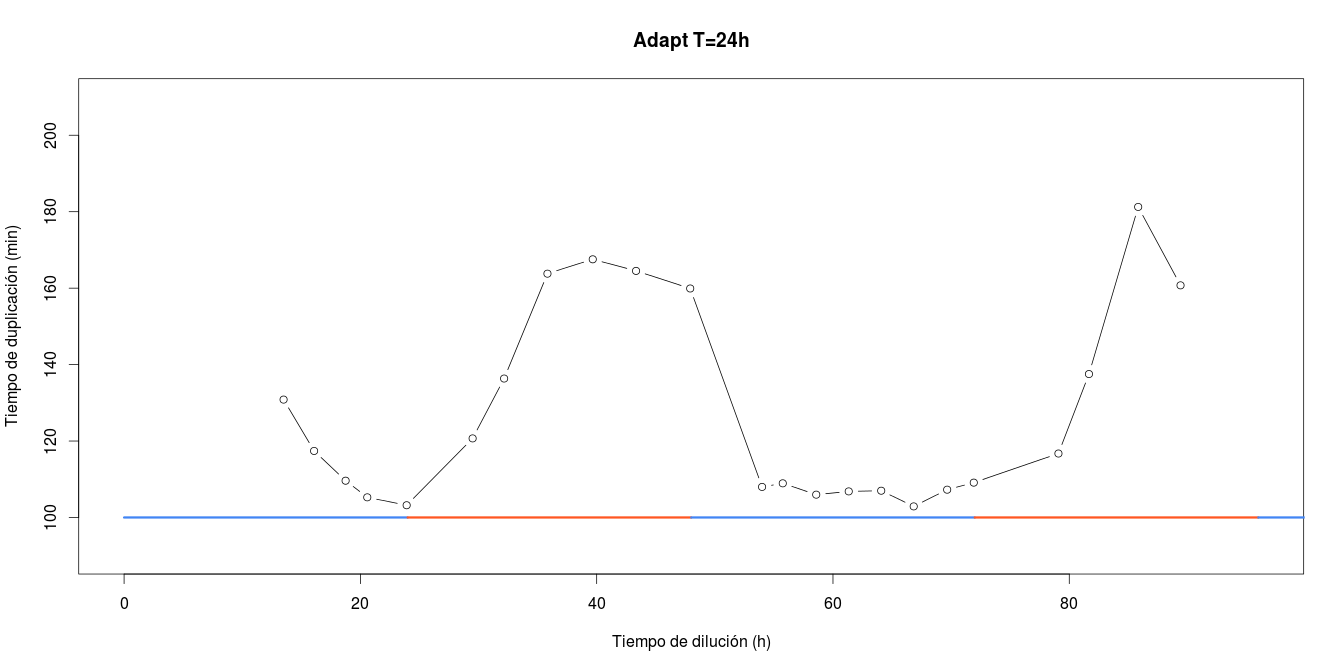 Adapt T=24h
Tiempo de duplicación (min)
200
180
160
140
120
100
0 20 40 60 80
Tiempo de dilución (h)